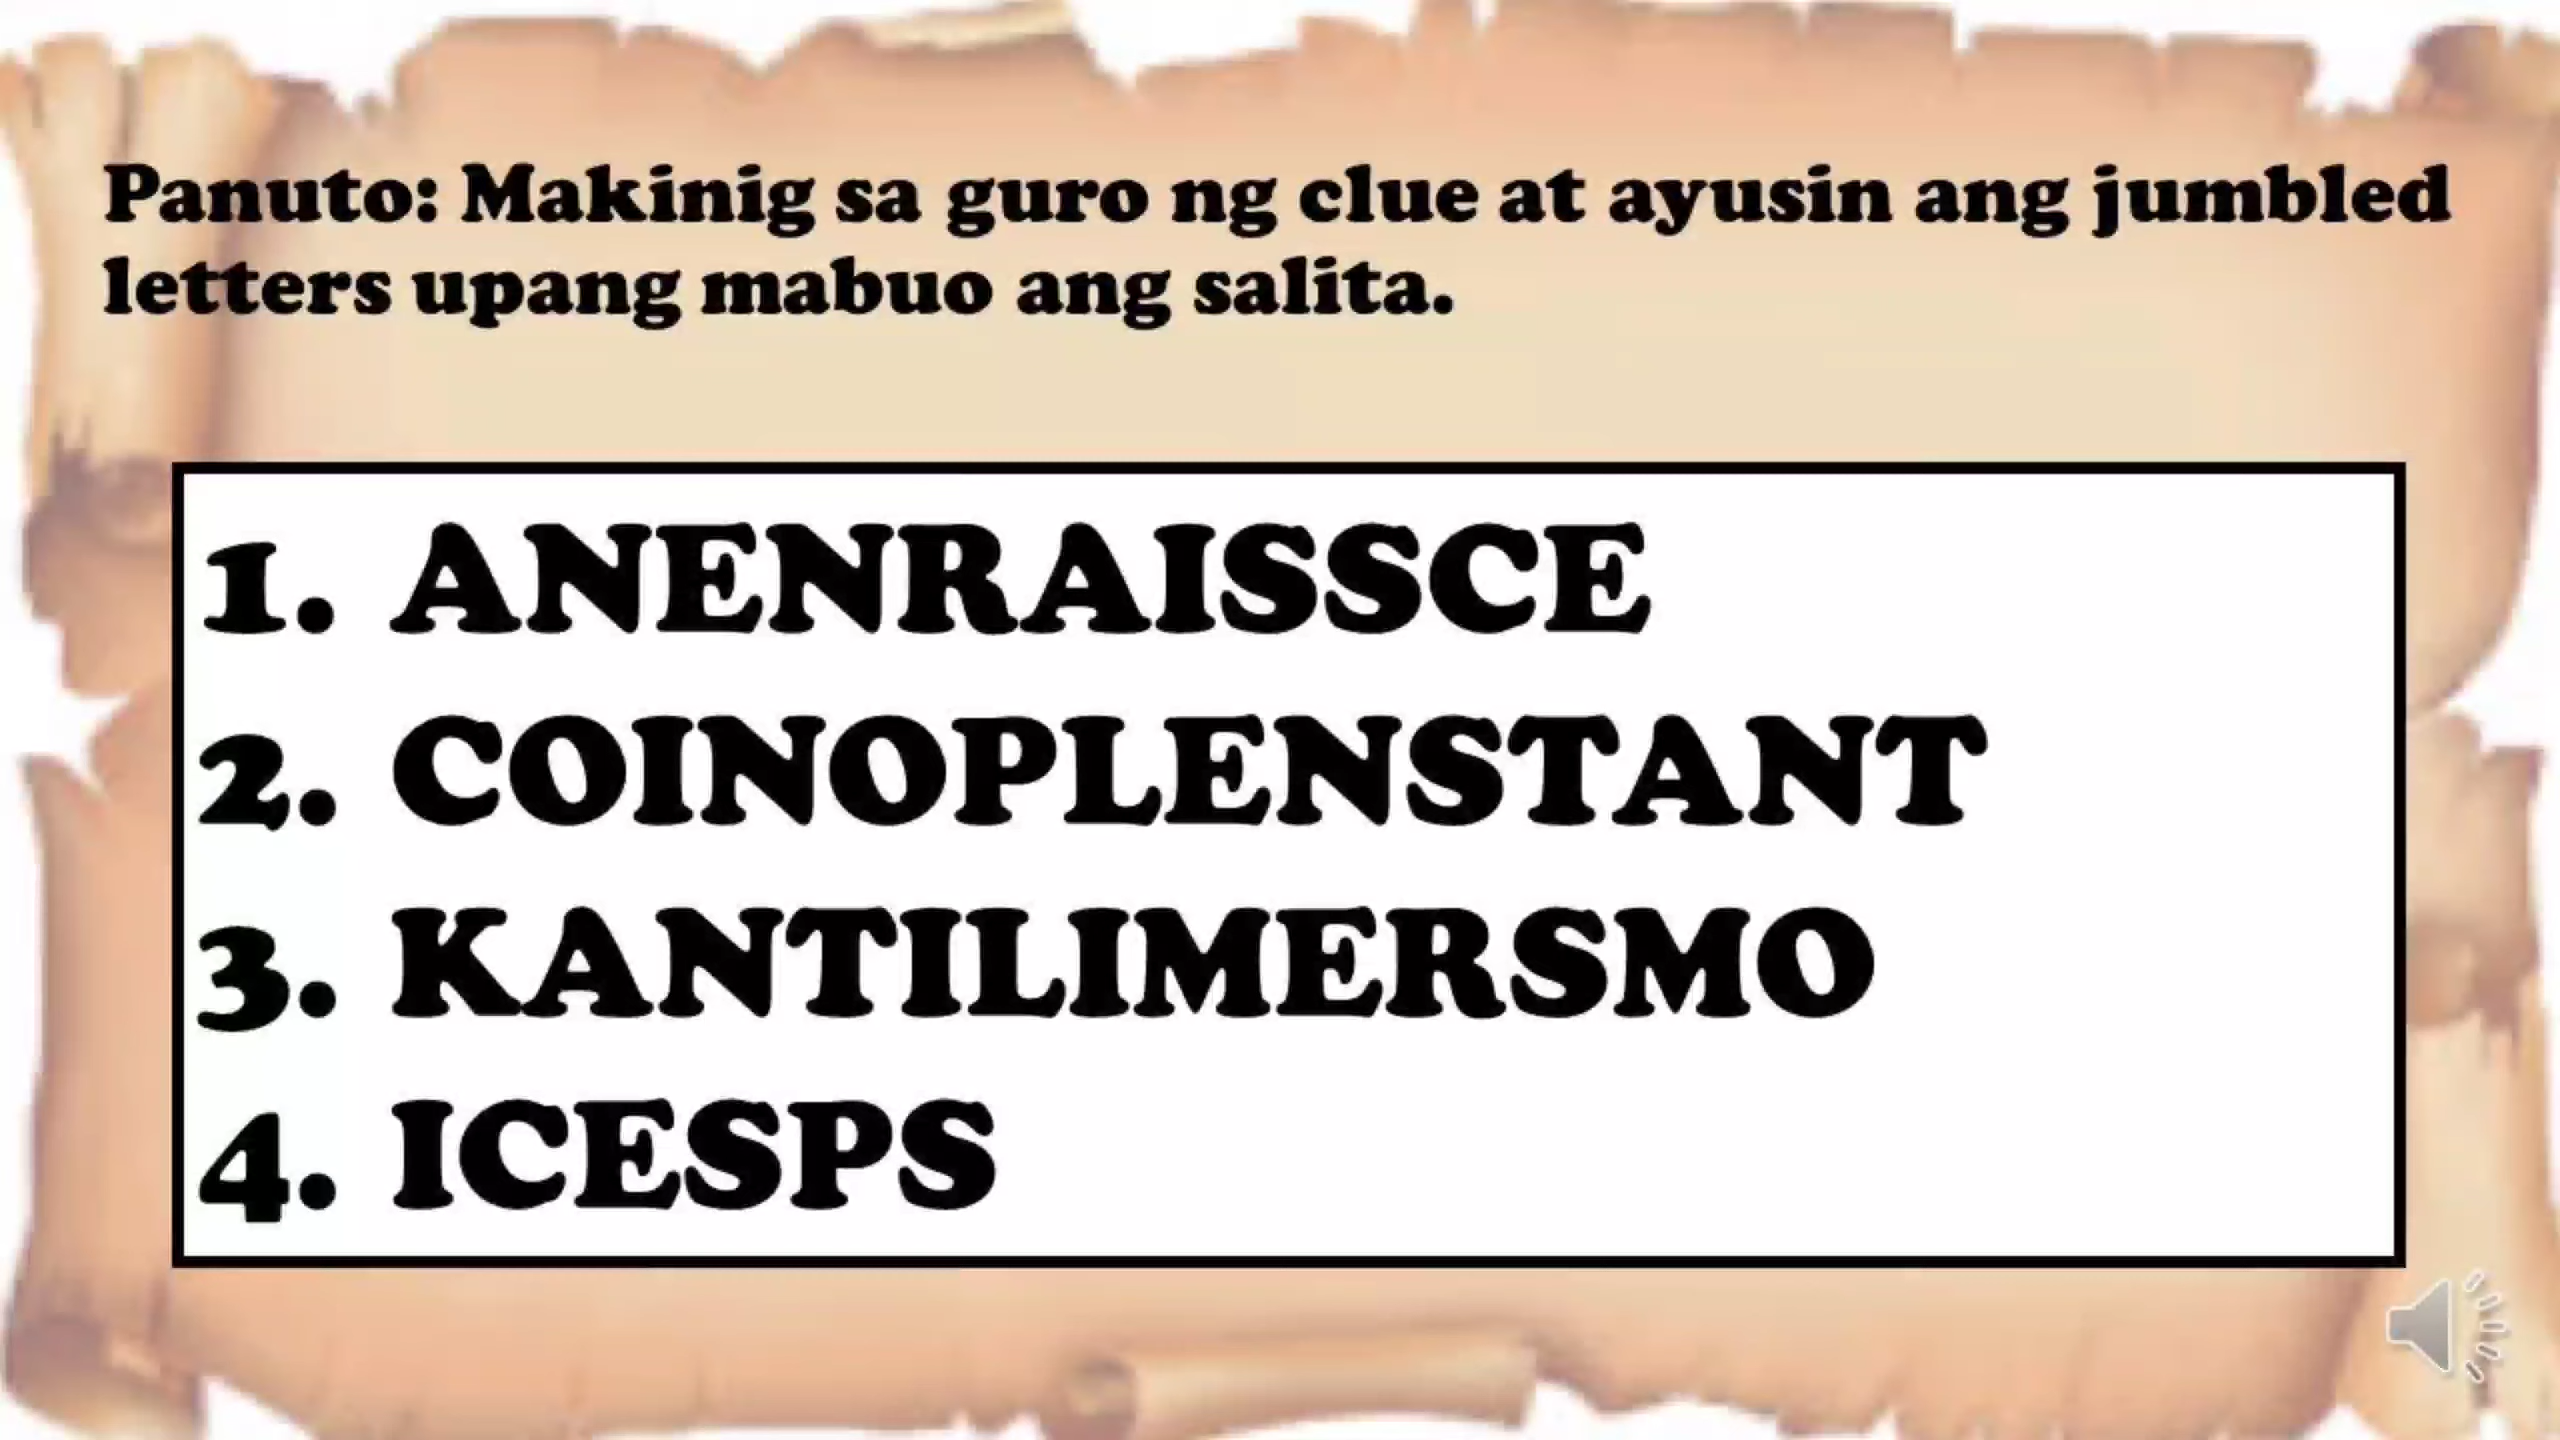 Panuto: Makinig sa guro ng clue at ayusin ang jumbled
letters upang mabuo ang salita.
1. ANENRAISSCE
2. COINOPLENSTANT
3. KANTILIMERSMO
4. ICESPS